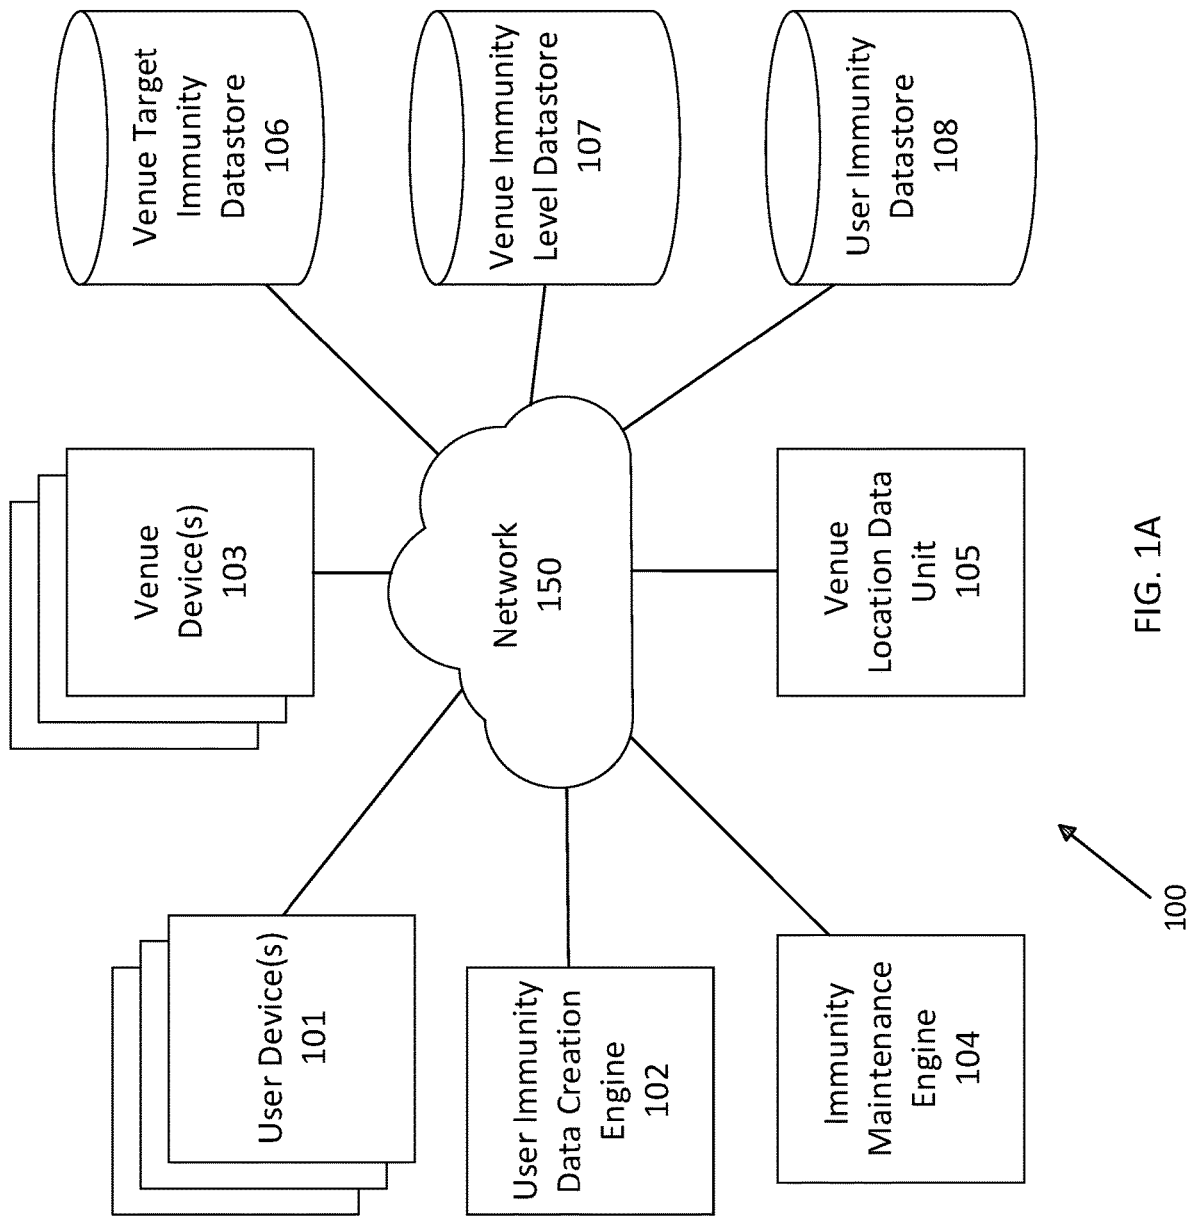 User Device(s)
101
User Immunity
Data Creation
Engine
102
Immunity
Maintenance
Engine
104
Venue
Device(s)
103
Network
150
Venue
Location Data
Unit
105
Venue Target
Immunity
Datastore
106
Venue Immunity
Level Datastore
107
User Immunity
Datastore
108
100
FIG. 1A